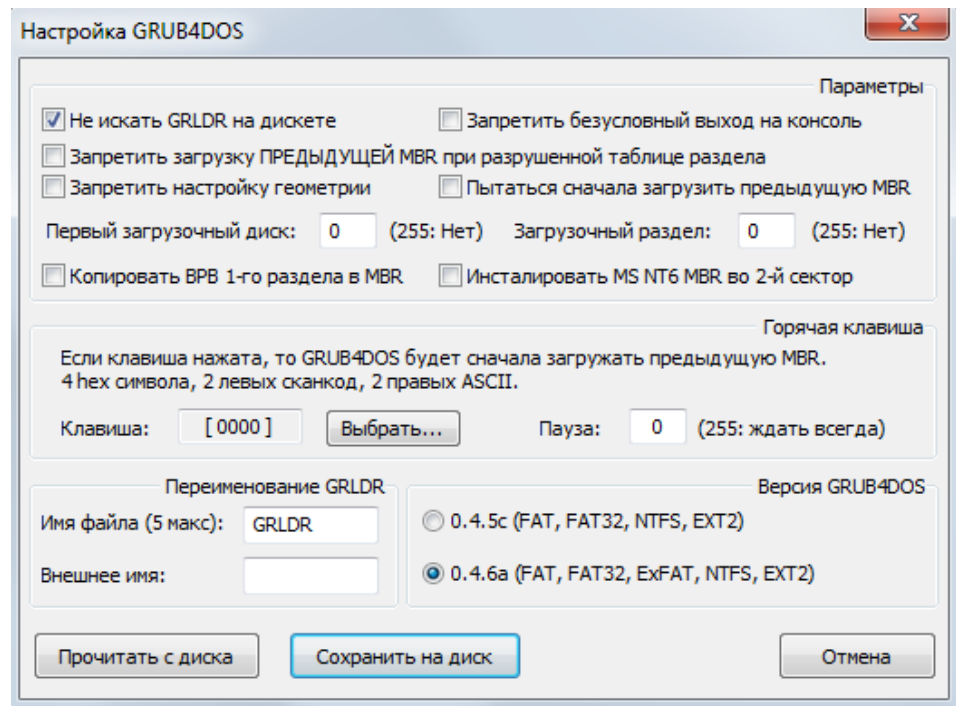 Настройка GRUB4DOS
Параметры
Не искать GRLDR на дискете
Запретить безусловный выход на консоль
Запретить загрузку ПРЕДЫДУЩЕЙ MBR при разрушенной таблице раздела
Запретить настройку геометрии
Пытаться сначала загрузить предыдущую MBR
Первый загрузочный диск: 0 (255: Нет) Загрузочный раздел: 0 (255: Нет)
Копировать BPB 1-го раздела в MBR
Инсталировать MS NT6 MBR во 2-й сектор
Горячая клавиша
Если клавиша нажата, то GRUB4DOS будет сначала загружать предыдущую MBR.
4 hex символа, 2 левых сканкод, 2 правых ASCII.
Клавиша: [ 0000 ] Выбрать... Пауза: 0 (255: ждать всегда)
Переименование GRLDR
Имя файла (5 макс): GRLDR
Внешнее имя:
Версия GRUB4DOS
0.4.5c (FAT, FAT32, NTFS, EXT2)
0.4.6a (FAT, FAT32, ExFAT, NTFS, EXT2)
Прочитать с диска
Сохранить на диск
Отмена